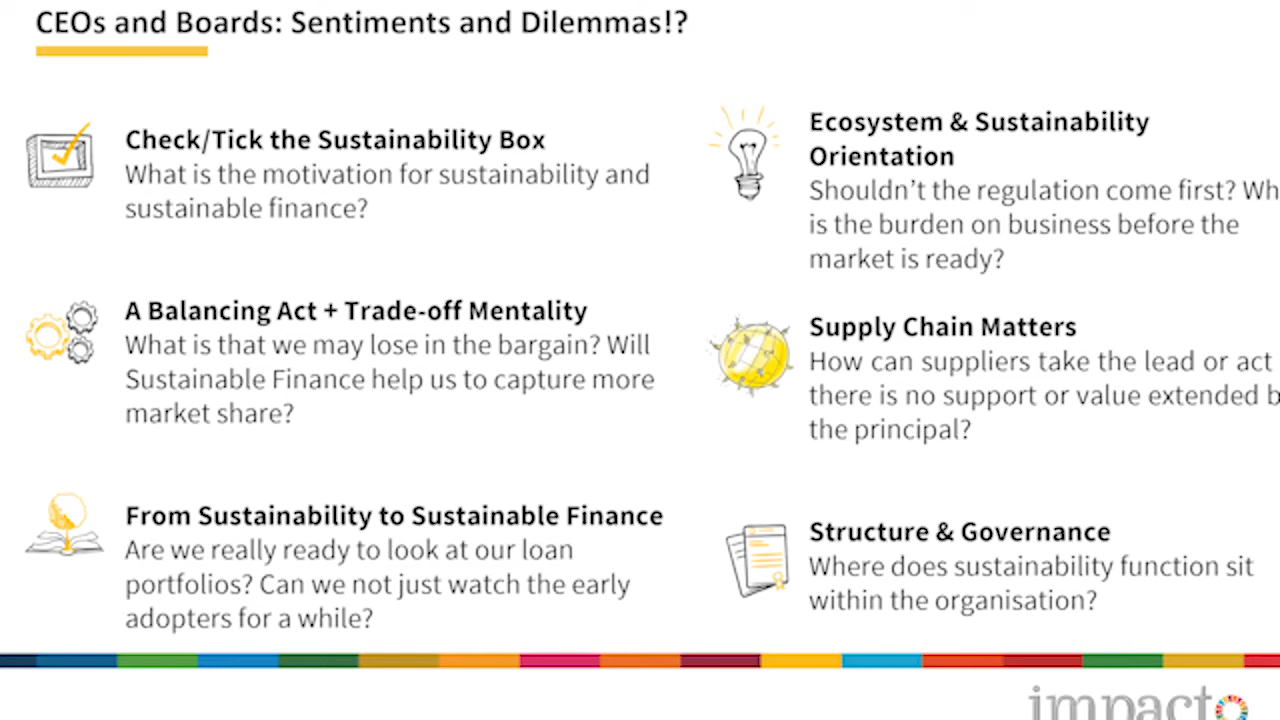 CEOs and Boards: Sentiments and Dilemmas!?
Check/Tick the Sustainability Box
What is the motivation for sustainability and
sustainable finance?
A Balancing Act + Trade-off Mentality
What is that we may lose in the bargain? Will
Sustainable Finance help us to capture more
market share?
From Sustainability to Sustainable Finance
Are we really ready to look at our loan
portfolios? Can we not just watch the early
adopters for a while?
Ecosystem & Sustainability
Orientation
Shouldn’t the regulation come first?
is the burden on business before the
market is ready?
Supply Chain Matters
How can suppliers take the lead or act
there is no support or value extended
the principal?
Structure & Governance
Where does sustainability function sit
within the organisation?
impact